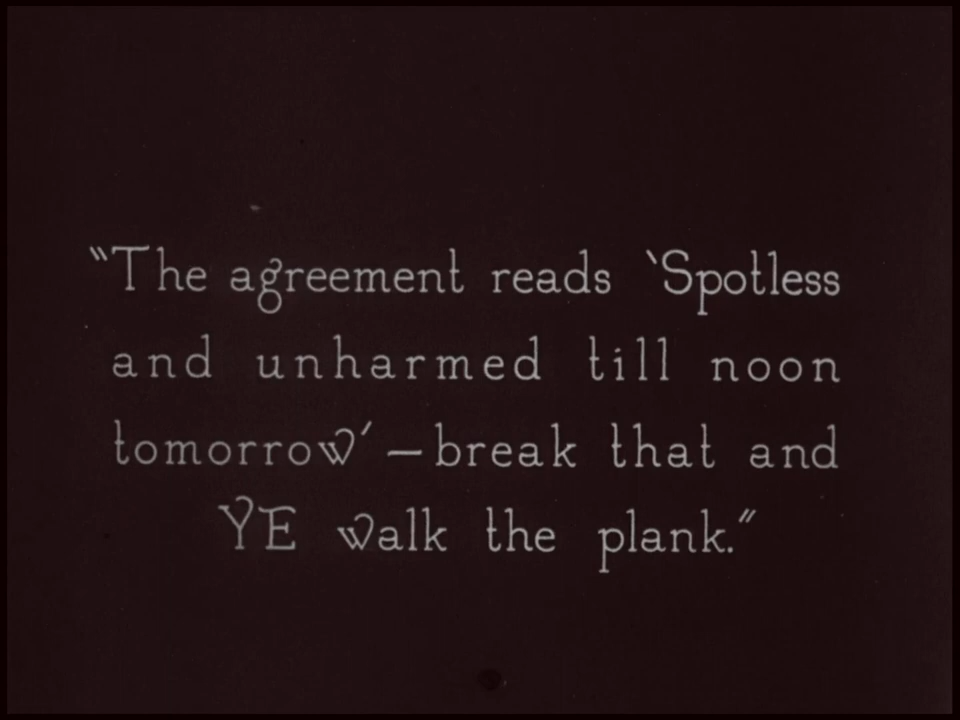 "The agreement reads 'Spotless
and unharmed till noon
tomorrow' — break that and
YE walk the plank."